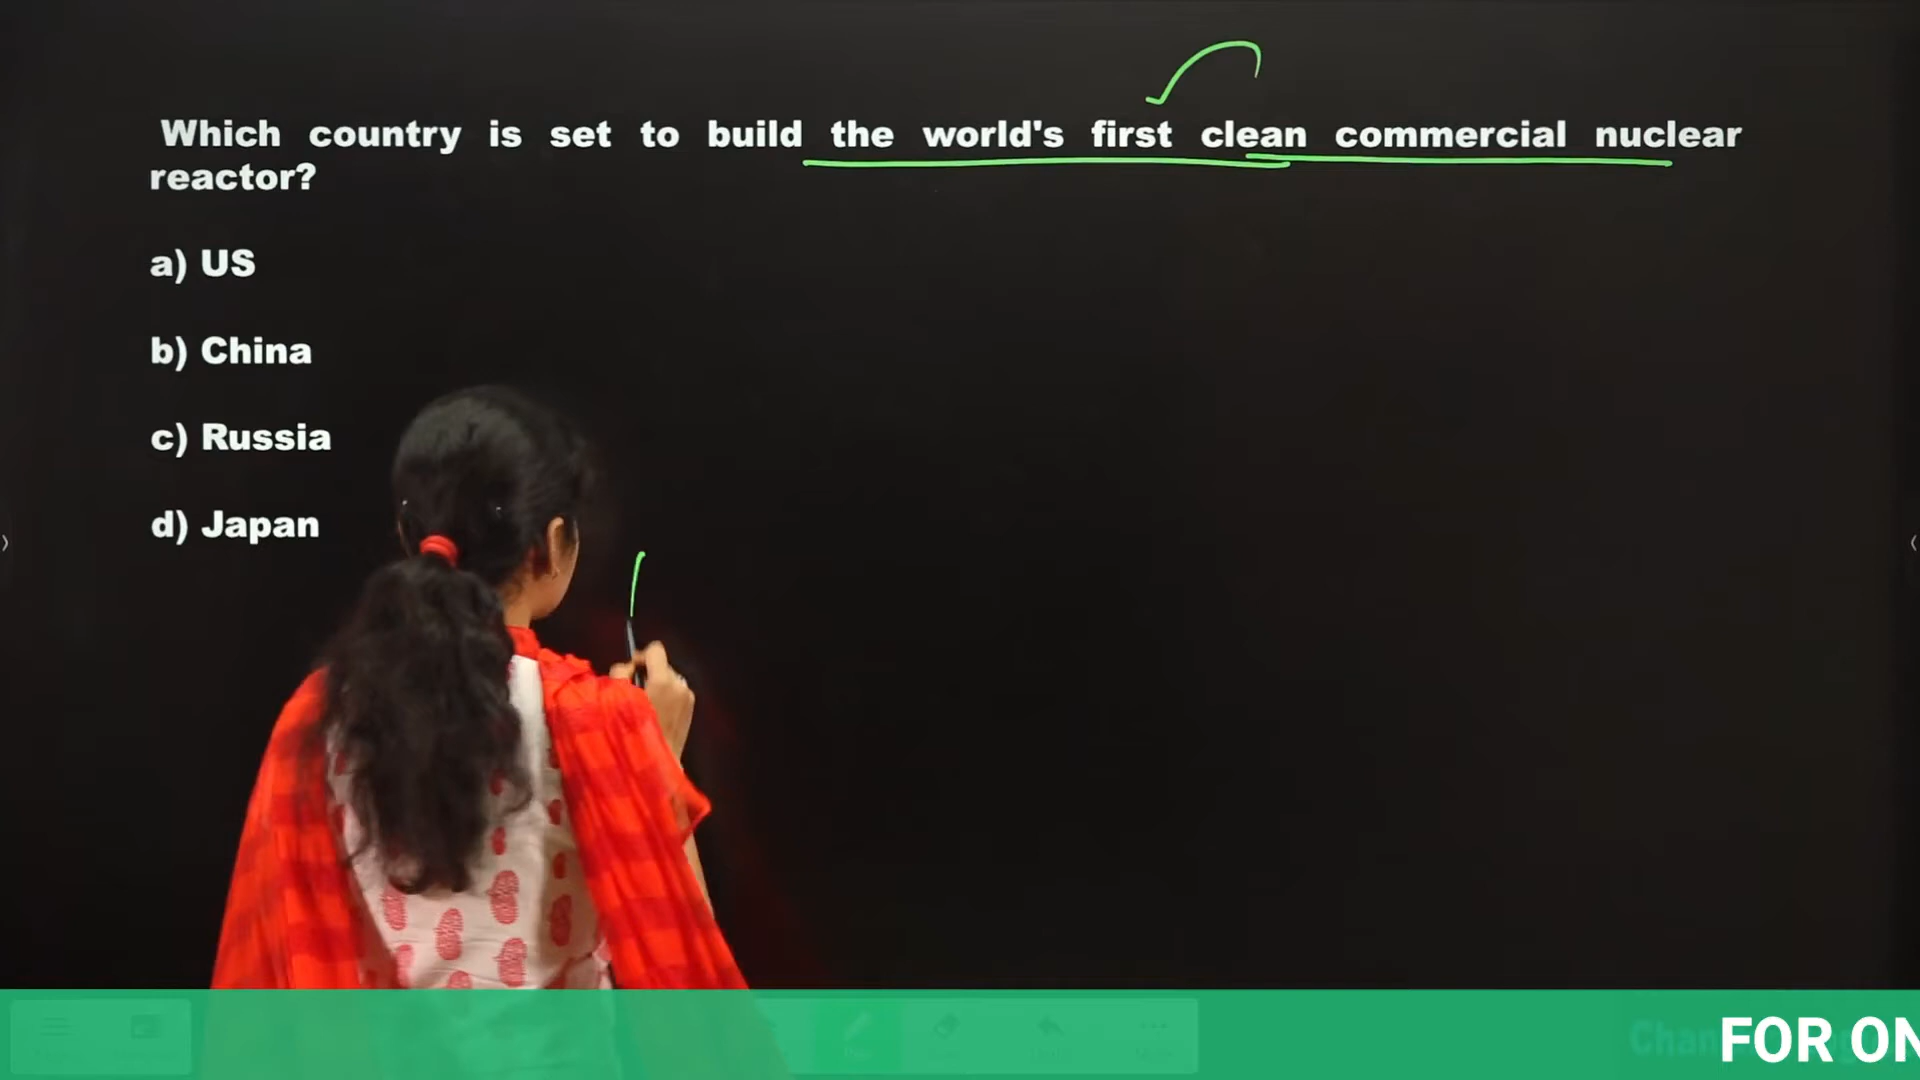 Which country is set to build the world's first clean commercial nuclear
reactor?
a) US
b) China
c) Russia
d) Japan
Chan
FOR ON